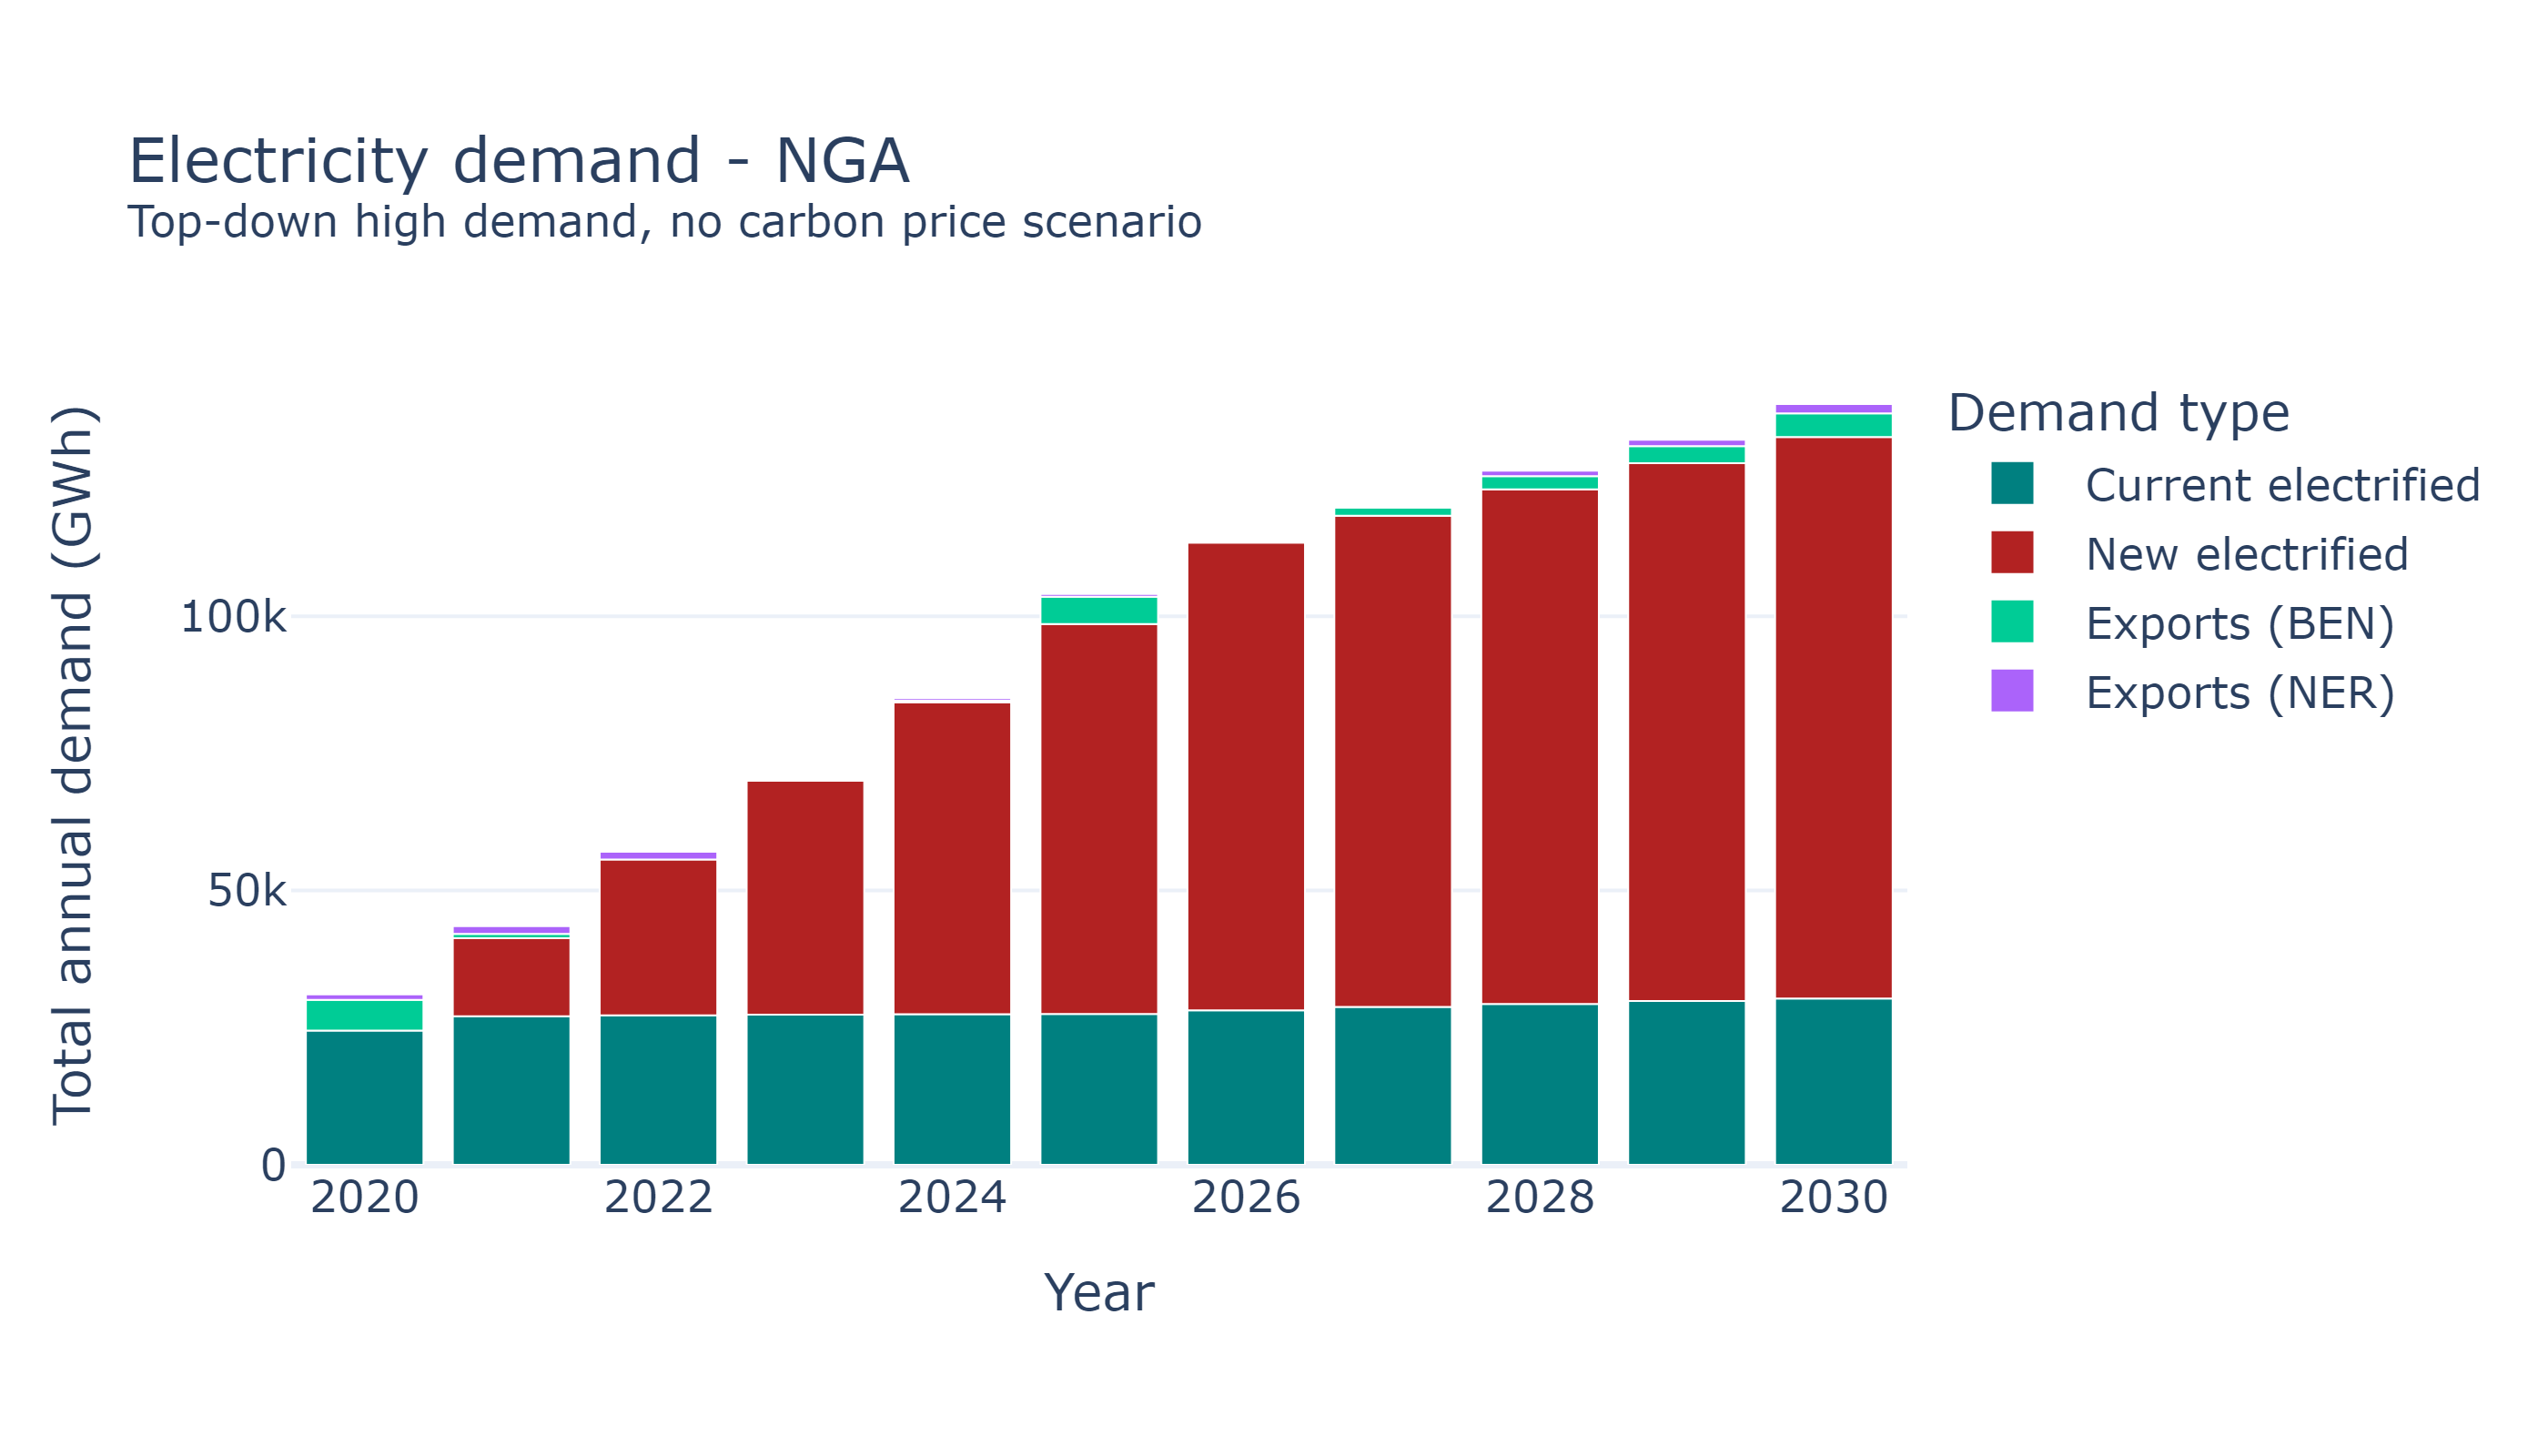 Electricity demand - NGA
Top-down high demand, no carbon price scenario
Total annual demand (GWh)
100k
50k
0
2020
2022
2024
2026
2028
2030
Year
Demand type
Current electrified
New electrified
Exports (BEN)
Exports (NER)